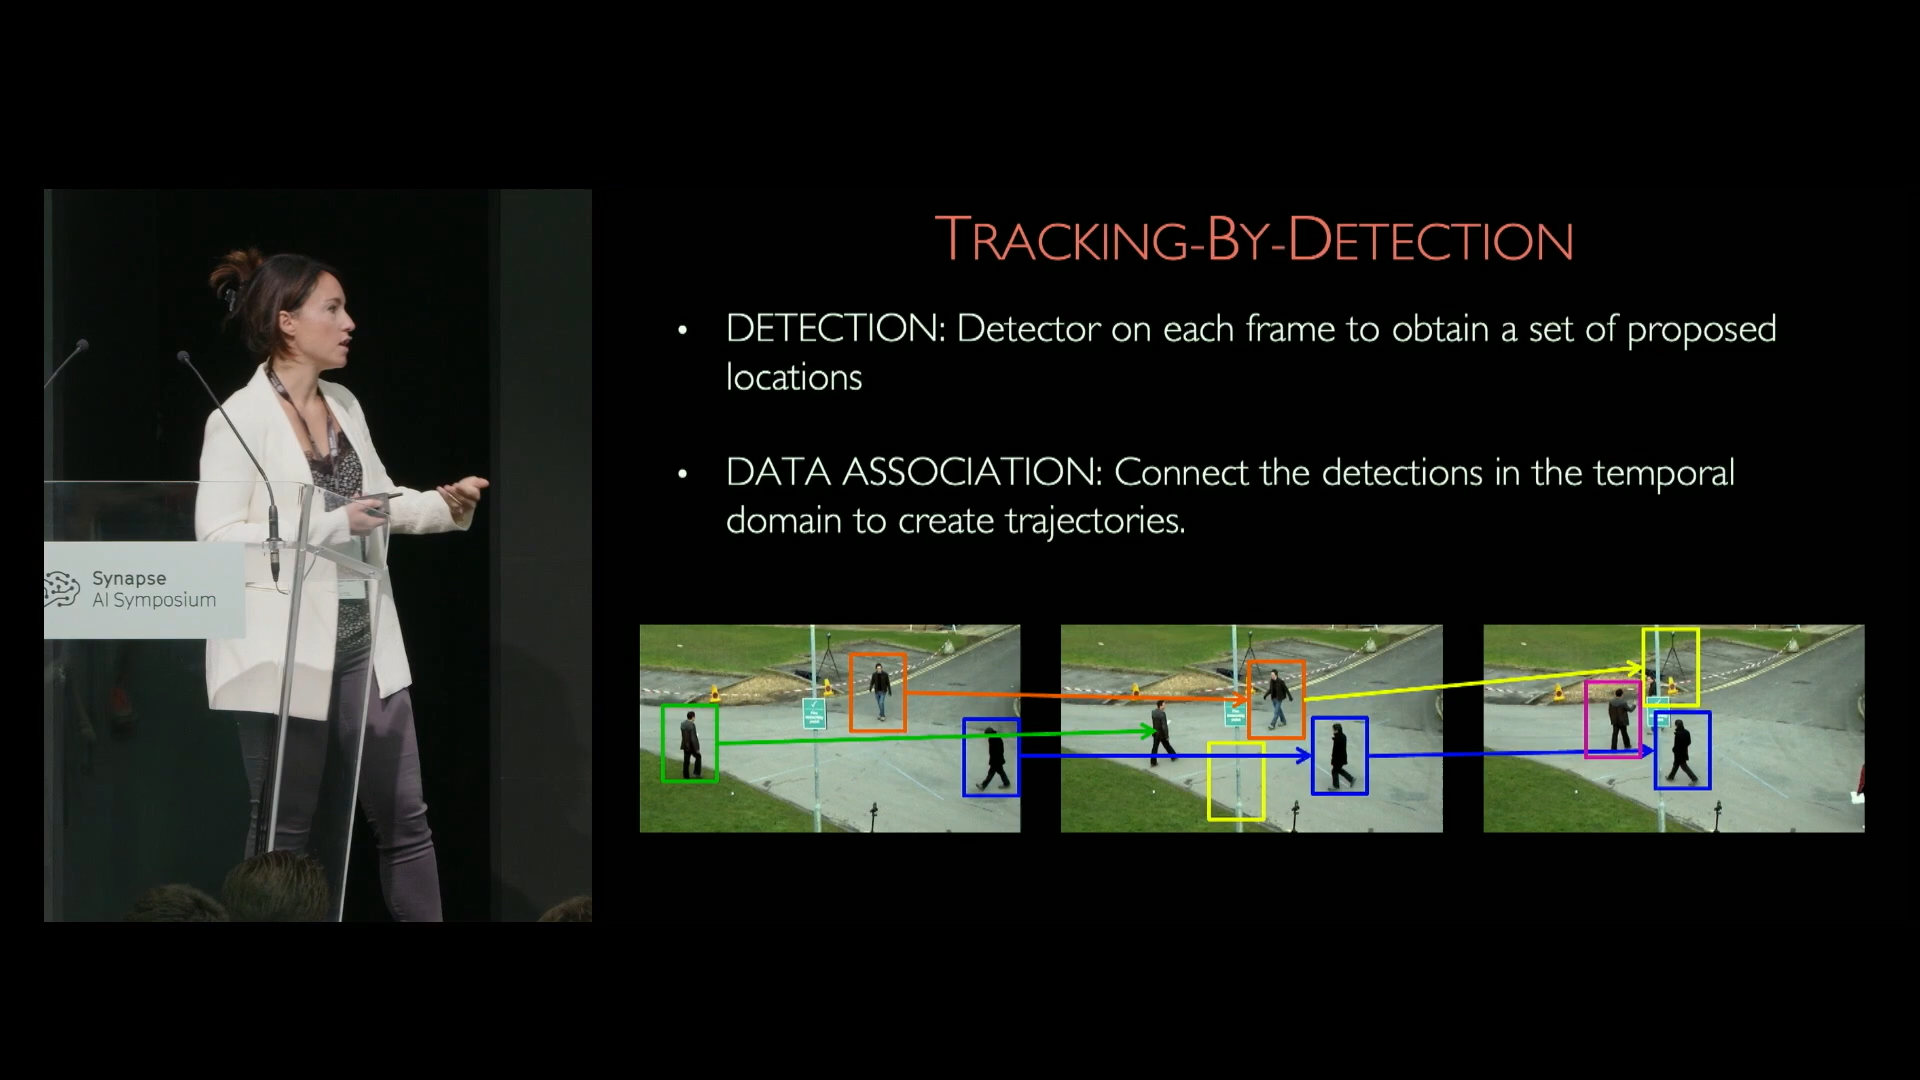 TRACKING-BY-DETECTION
• DETECTION: Detector on each frame to obtain a set of proposed
locations
• DATA ASSOCIATION: Connect the detections in the temporal
domain to create trajectories.
Synapse
AI Symposium